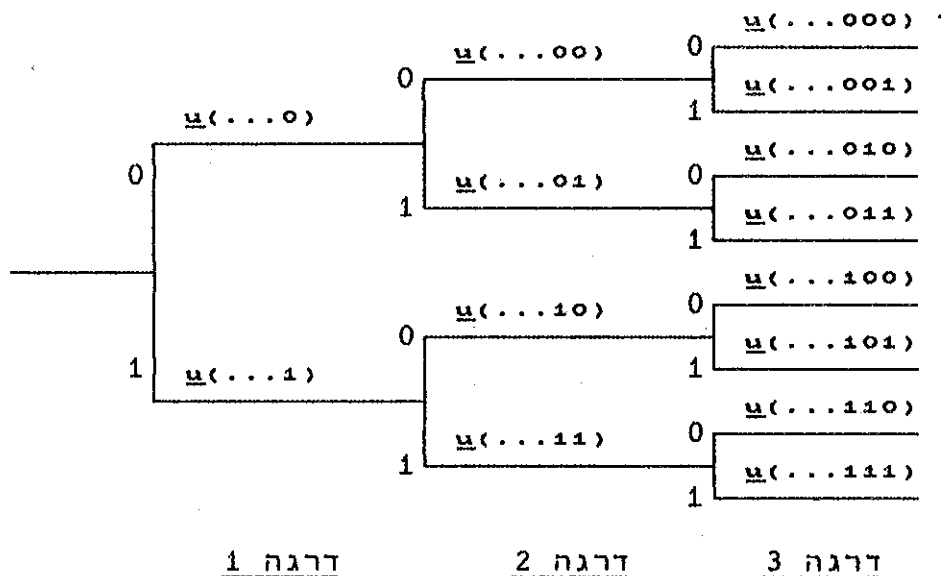 u(...000)
0
u(...00)
0
u(...001)
1
u(...0)
0
u(...010)
0
u(...01)
1
u(...011)
1
u(...100)
0
u(...10)
0
u(...101)
1
u(...1)
1
u(...110)
0
u(...11)
1
u(...111)
1
דרגה 1 דרגה 2 דרגה 3